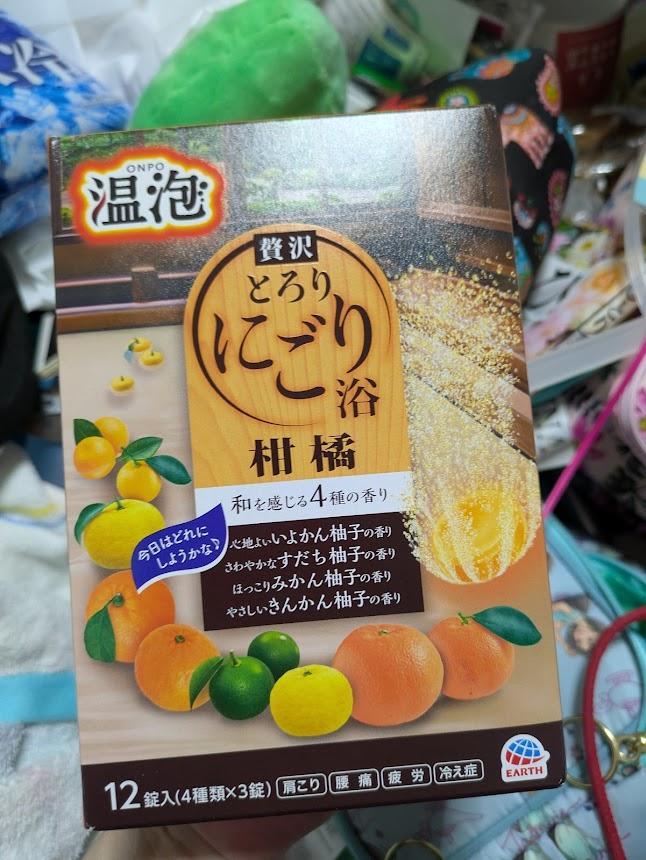 ONPO
温泡
贅沢
とろり
にごり
浴
柑橘
和を感じる4種の香り
今日はどれに
しようかな♪
心地よいいよかん柚子の香り
さわやかなすだち柚子の香り
ほっこりみかん柚子の香り
やさしいきんかん柚子の香り
12錠入(4種類×3錠) 肩こり 腰痛 疲労 冷え症
EARTH